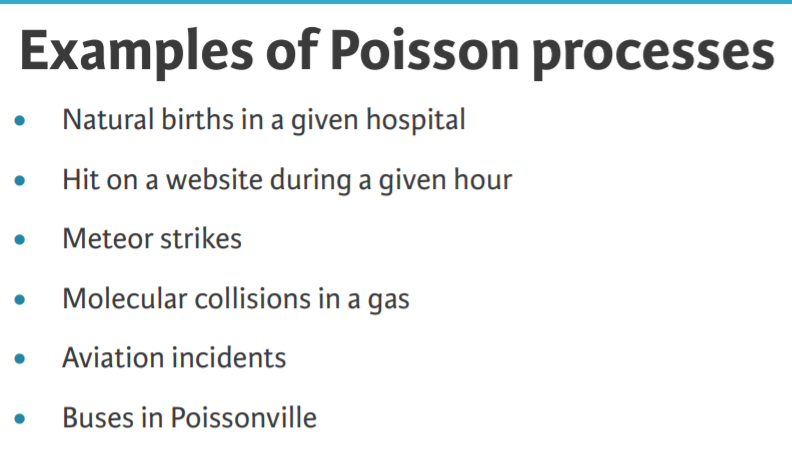 Examples of Poisson processes
• Natural births in a given hospital
• Hit on a website during a given hour
• Meteor strikes
• Molecular collisions in a gas
• Aviation incidents
• Buses in Poissonville